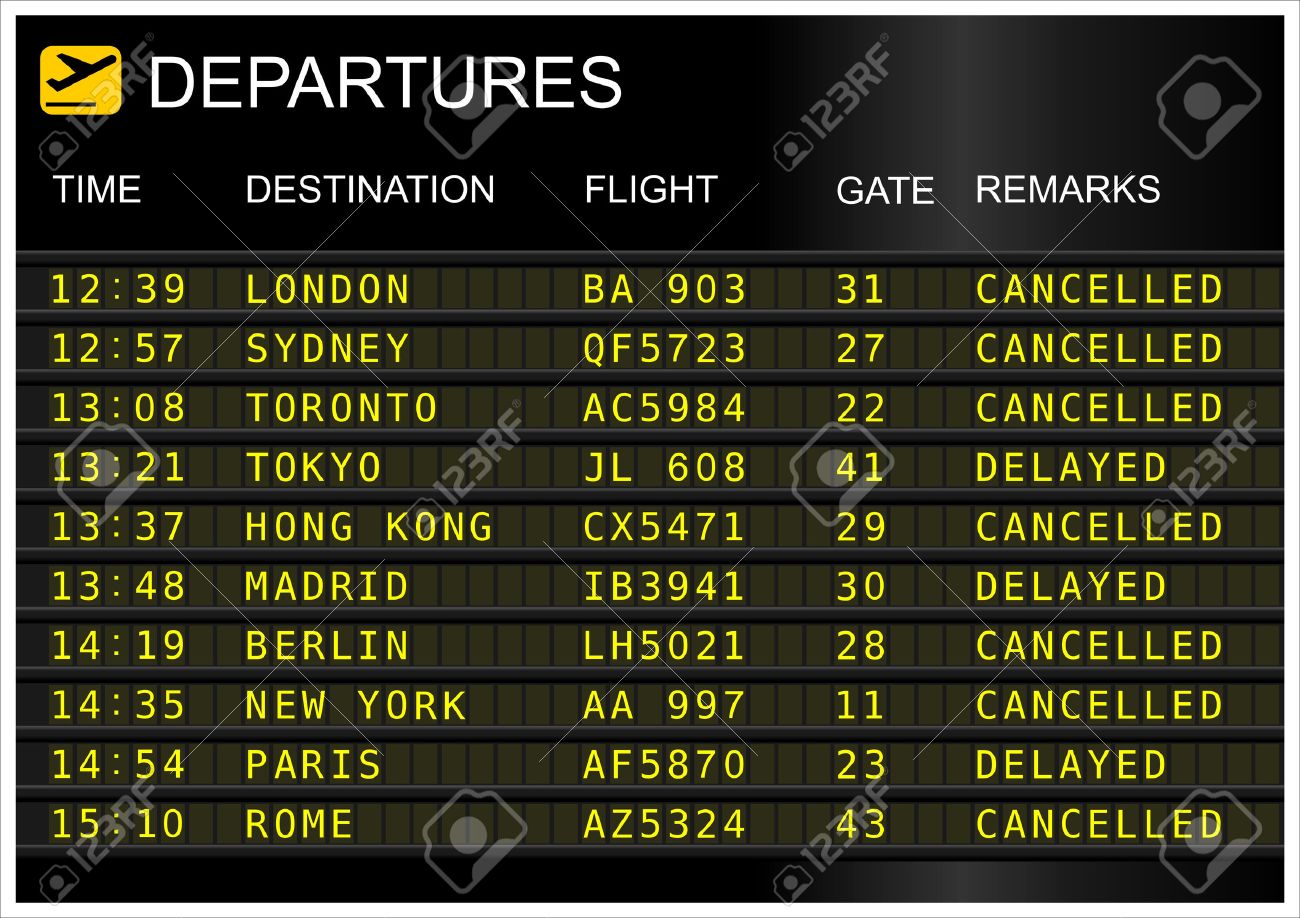 DEPARTURES
TIME DESTINATION FLIGHT GATE REMARKS
12:39 LONDON BA 903 31 CANCELLED
12:57 SYDNEY QF5723 27 CANCELLED
13:08 TORONTO AC5984 22 CANCELLED
13:21 TOKYO JL 608 41 DELAYED
13:37 HONG KONG CX5471 29 CANCELLED
13:48 MADRID IB3941 30 DELAYED
14:19 BERLIN LH5021 28 CANCELLED
14:35 NEW YORK AA 997 11 CANCELLED
14:54 PARIS AF5870 23 DELAYED
15:10 ROME AZ5324 43 CANCELLED
123RF
123RF
123RF
123RF
123RF
123RF